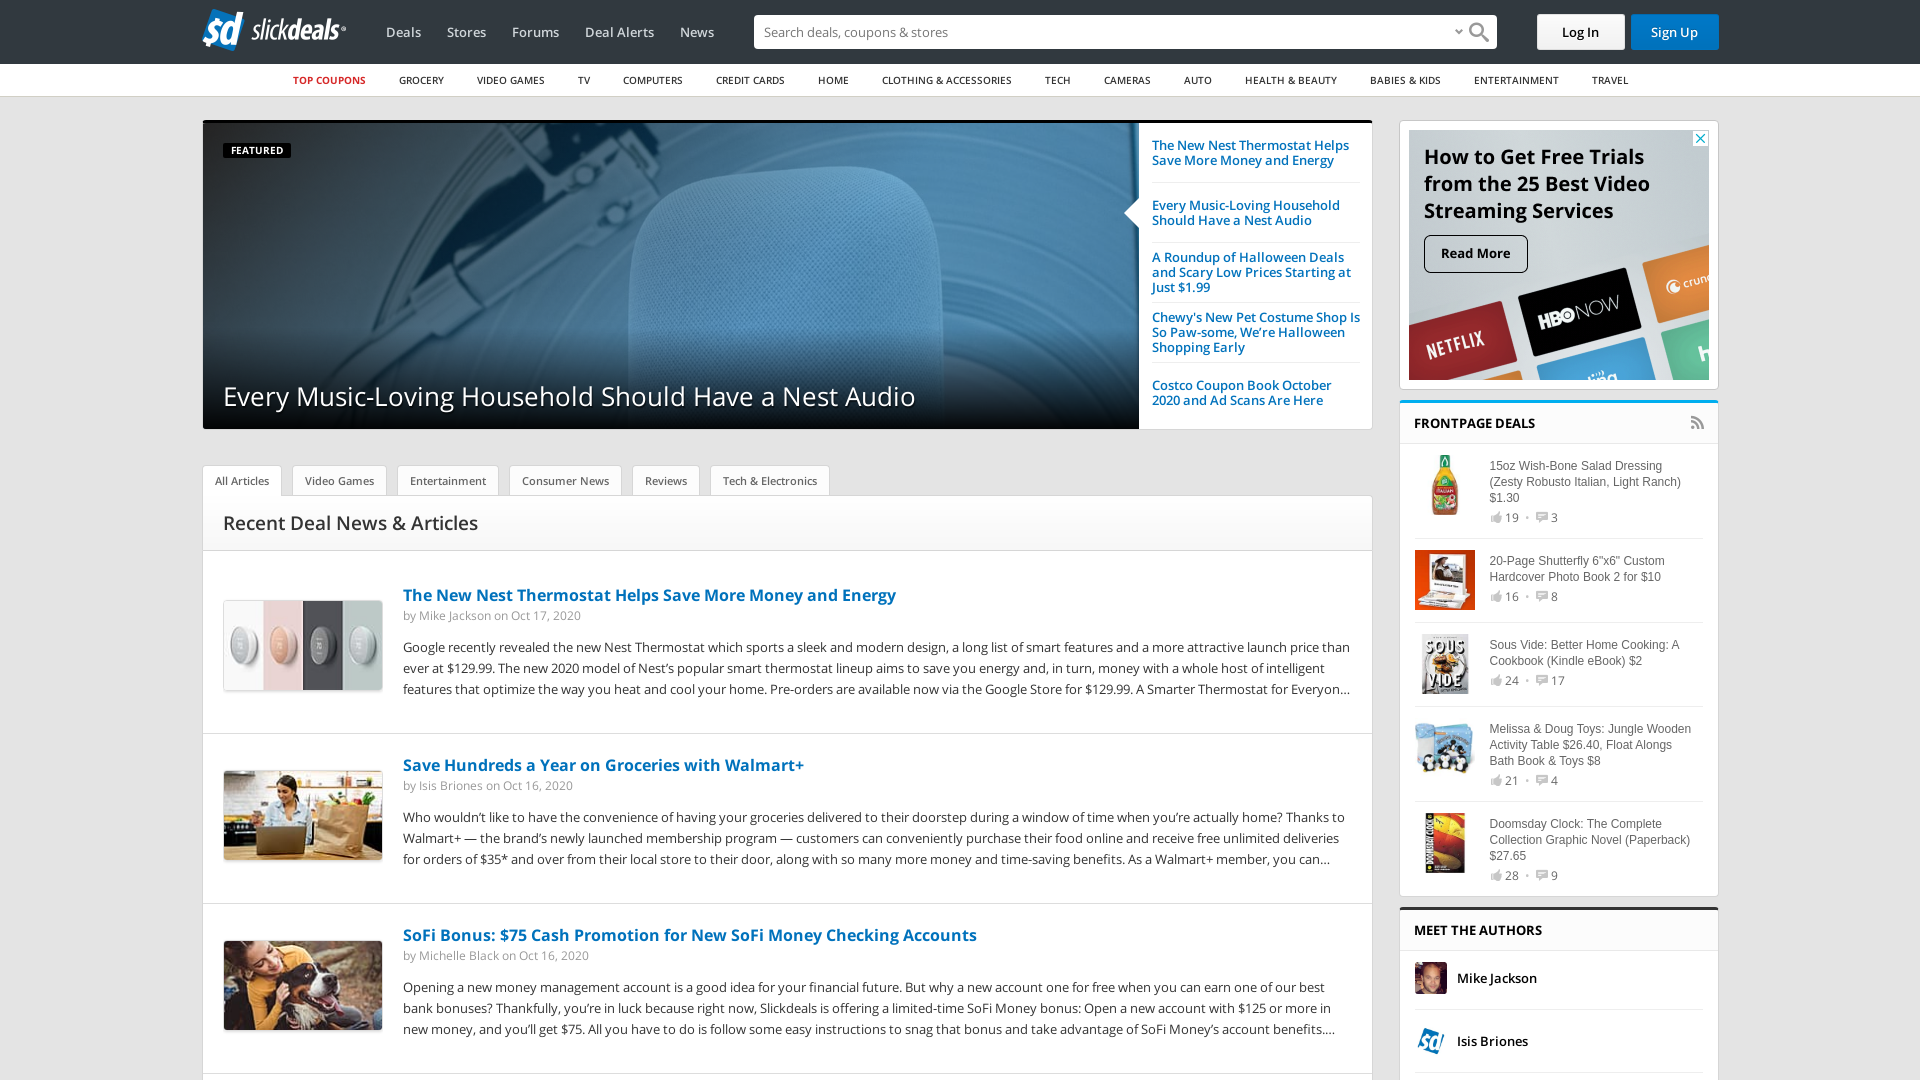 sd slickdeals®
Deals
Stores
Forums
Deal Alerts
News
Search deals, coupons & stores
Log In
Sign Up
TOP COUPONS
GROCERY
VIDEO GAMES
TV
COMPUTERS
CREDIT CARDS
HOME
CLOTHING & ACCESSORIES
TECH
CAMERAS
AUTO
HEALTH & BEAUTY
BABIES & KIDS
ENTERTAINMENT
TRAVEL
FEATURED
Every Music-Loving Household Should Have a Nest Audio
The New Nest Thermostat Helps
Save More Money and Energy
Every Music-Loving Household
Should Have a Nest Audio
A Roundup of Halloween Deals
and Scary Low Prices Starting at
Just $1.99
Chewy's New Pet Costume Shop Is
So Paw-some, We’re Halloween
Shopping Early
Costco Coupon Book October
2020 and Ad Scans Are Here
All Articles
Video Games
Entertainment
Consumer News
Reviews
Tech & Electronics
Recent Deal News & Articles
The New Nest Thermostat Helps Save More Money and Energy
by Mike Jackson on Oct 17, 2020
Google recently revealed the new Nest Thermostat which sports a sleek and modern design, a long list of smart features and a more attractive launch price than
ever at $129.99. The new 2020 model of Nest’s popular smart thermostat lineup aims to save you energy and, in turn, money with a whole host of intelligent
features that optimize the way you heat and cool your home. Pre-orders are available now via the Google Store for $129.99. A Smarter Thermostat for Everyon...
Save Hundreds a Year on Groceries with Walmart+
by Isis Briones on Oct 16, 2020
Who wouldn’t like to have the convenience of having your groceries delivered to their doorstep during a window of time when you’re actually home? Thanks to
Walmart+ — the brand’s newly launched membership program — customers can conveniently purchase their food online and receive free unlimited deliveries
for orders of $35* and over from their local store to their door, along with so many more money and time-saving benefits. As a Walmart+ member, you can...
SoFi Bonus: $75 Cash Promotion for New SoFi Money Checking Accounts
by Michelle Black on Oct 16, 2020
Opening a new money management account is a good idea for your financial future. But why a new account one for free when you can earn one of our best
bank bonuses? Thankfully, you’re in luck because right now, Slickdeals is offering a limited-time SoFi Money bonus: Open a new account with $125 or more in
new money, and you’ll get $75. All you have to do is follow some easy instructions to snag that bonus and take advantage of SoFi Money’s account benefits....
How to Get Free Trials
from the 25 Best Video
Streaming Services
Read More
NETFLIX
HBO NOW
crunc
ling
h
FRONTPAGE DEALS
15oz Wish-Bone Salad Dressing
(Zesty Robusto Italian, Light Ranch)
$1.30
19 • 3
20-Page Shutterfly 6"x6" Custom
Hardcover Photo Book 2 for $10
16 • 8
SOUS
VIDE
Sous Vide: Better Home Cooking: A
Cookbook (Kindle eBook) $2
24 • 17
Melissa & Doug Toys: Jungle Wooden
Activity Table $26.40, Float Alongs
Bath Book & Toys $8
21 • 4
DOOMSDAY CLOCK
Doomsday Clock: The Complete
Collection Graphic Novel (Paperback)
$27.65
28 • 9
MEET THE AUTHORS
Mike Jackson
sd
Isis Briones